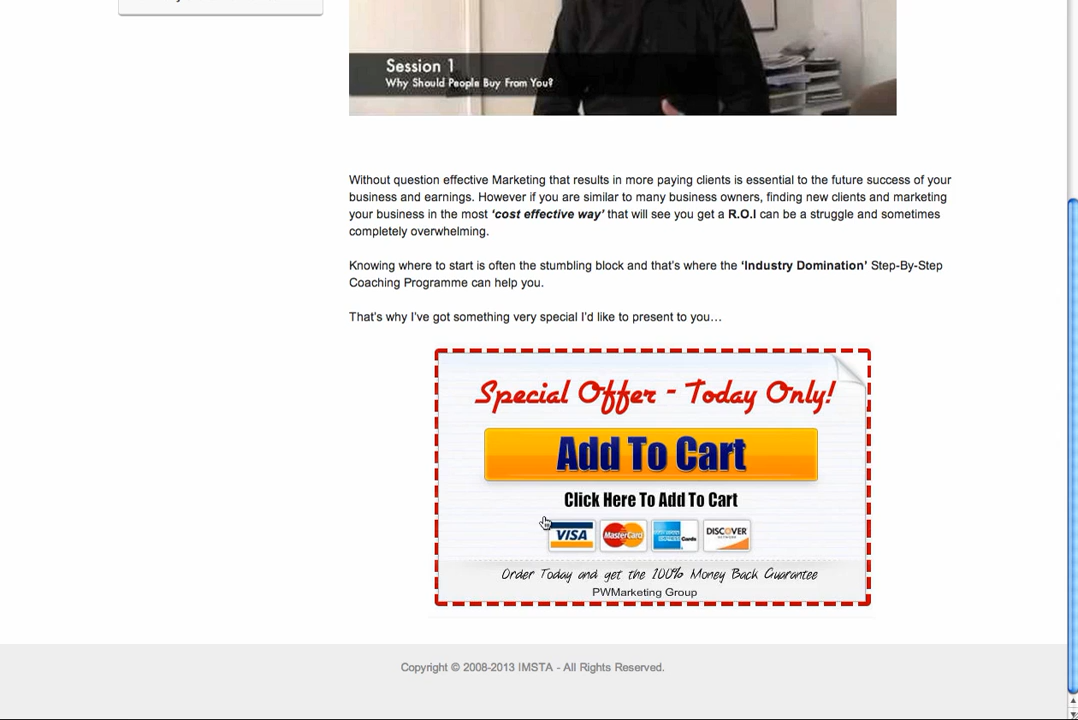 Session 1
Why Should People Buy From You?
Without question effective Marketing that results in more paying clients is essential to the future success of your
business and earnings. However if you are similar to many business owners, finding new clients and marketing
your business in the most ‘cost effective way’ that will see you get a R.O.I can be a struggle and sometimes
completely overwhelming.
Knowing where to start is often the stumbling block and that’s where the ‘Industry Domination’ Step-By-Step
Coaching Programme can help you.
That’s why I’ve got something very special I’d like to present to you…
Special Offer - Today Only!
Add To Cart
Click Here To Add To Cart
VISA MasterCard AMERICAN EXPRESS Cards DISCOVER
Order Today and get the 100% Money Back Guarantee
PWMarketing Group
Copyright © 2008-2013 IMSTA - All Rights Reserved.